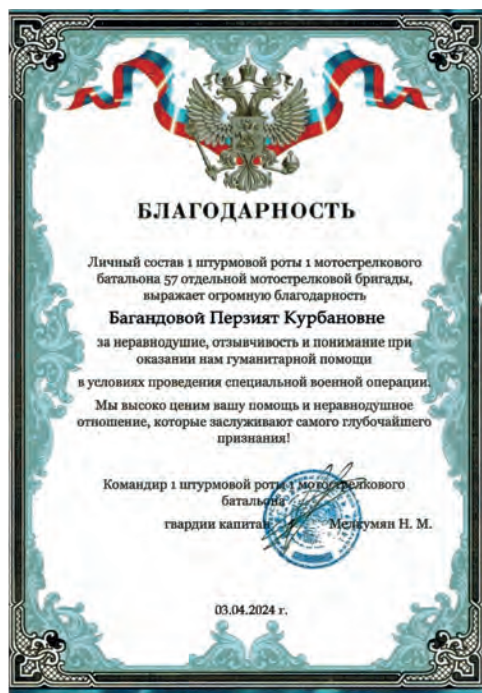 БЛАГОДАРНОСТЬ
Личный состав 1 штурмовой роты 1 мотострелкового
батальона 57 отдельной мотострелковой бригады,
выражает огромную благодарность
Багандовой Перзият Курбановне
за неравнодушие, отзывчивость и понимание при
оказании нам гуманитарной помощи
в условиях проведения специальной военной операции.
Мы высоко ценим вашу помощь и неравнодушное
отношение, которые заслуживают самого глубочайшего
признания!
Командир 1 штурмовой роты 1 мотострелкового
батальона
гвардии капитан Мелкумян Н. М.
03.04.2024 г.